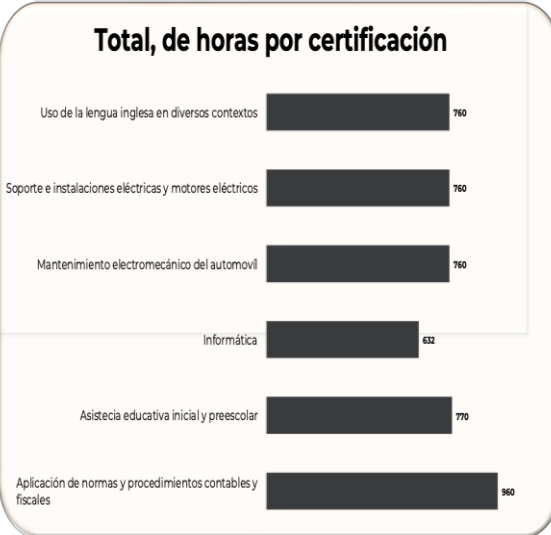 Total, de horas por certificación
Uso de la lengua inglesa en diversos contextos
760
Soporte e instalaciones eléctricas y motores eléctricos
760
Mantenimiento electromecánico del automovíl
760
Informática
632
Asistecia educativa inicial y preescolar
770
Aplicación de normas y procedimientos contables y
fiscales
960